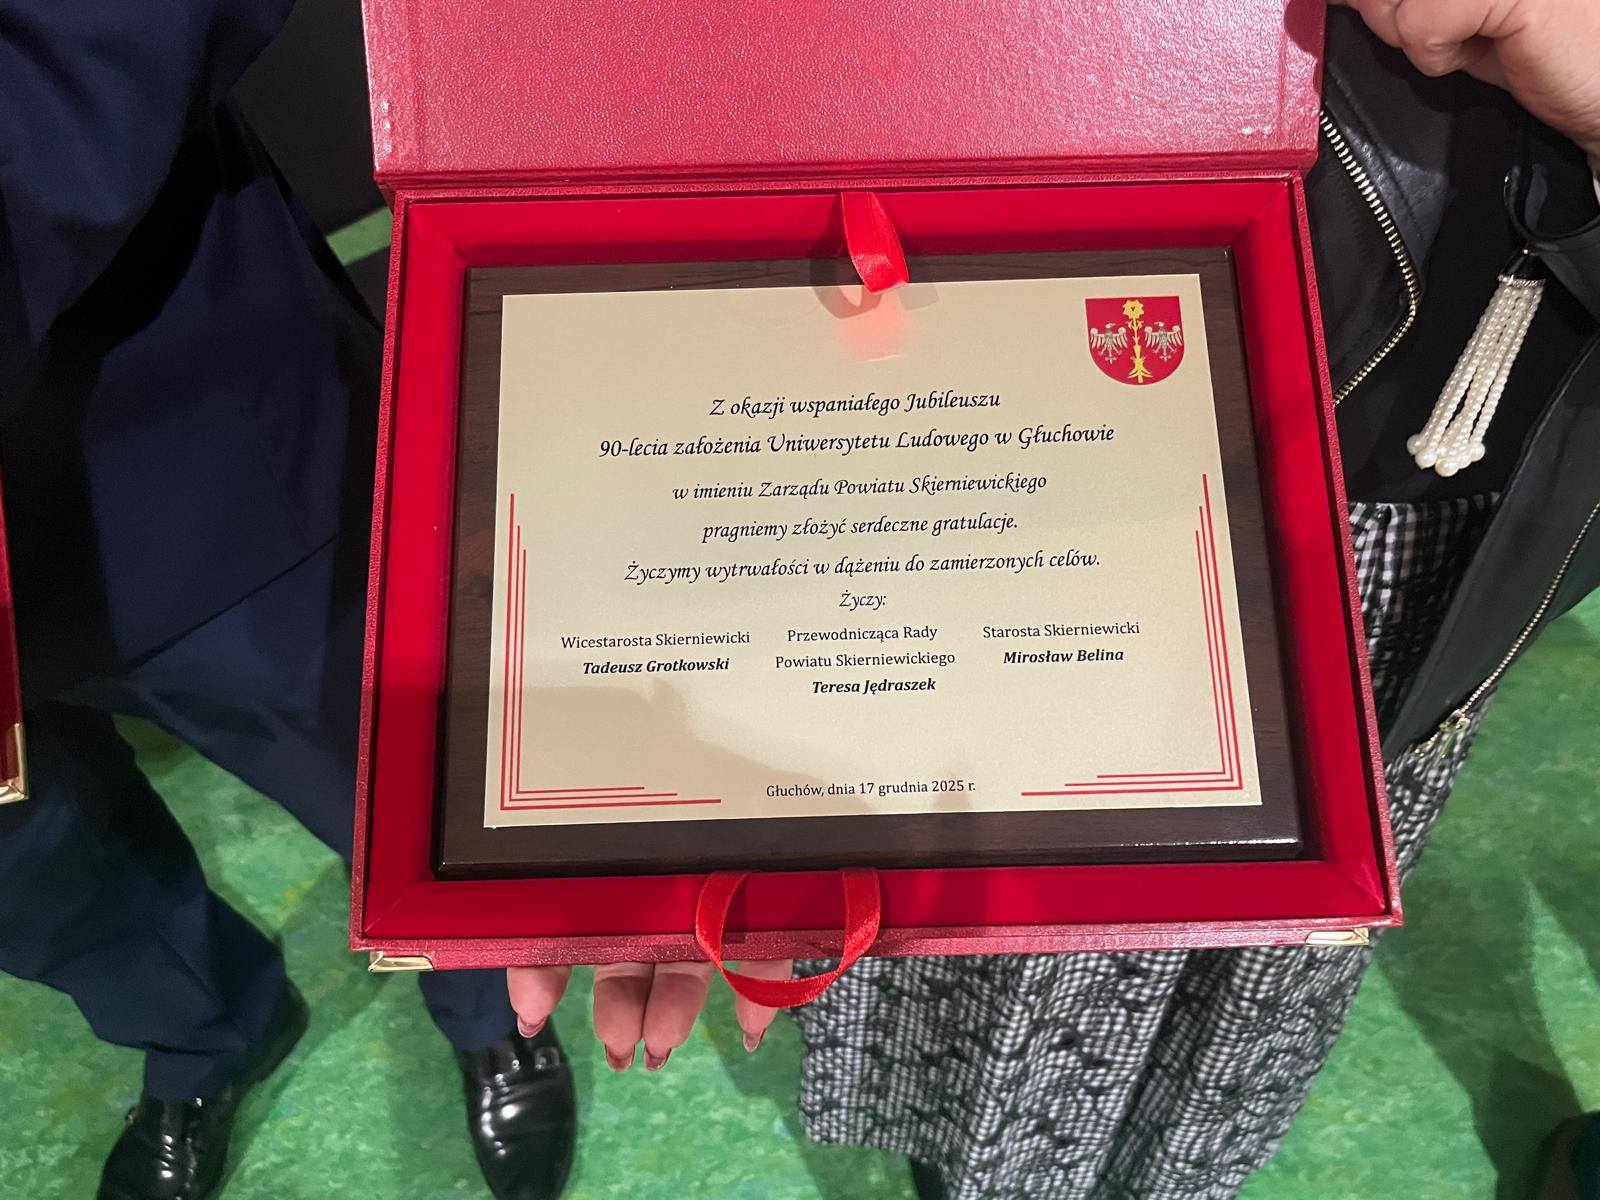 Z okazji wspaniałego Jubileuszu
90-lecia założenia Uniwersytetu Ludowego w Głuchowie
w imieniu Zarządu Powiatu Skierniewickiego
pragniemy złożyć serdeczne gratulacje.
Życzymy wytrwałości w dążeniu do zamierzonych celów.
Życzy:
Wicestarosta Skierniewicki
Tadeusz Grotkowski
Przewodnicząca Rady
Powiatu Skierniewickiego
Teresa Jędraszek
Starosta Skierniewicki
Mirosław Belina
Głuchów, dnia 17 grudnia 2025 r.